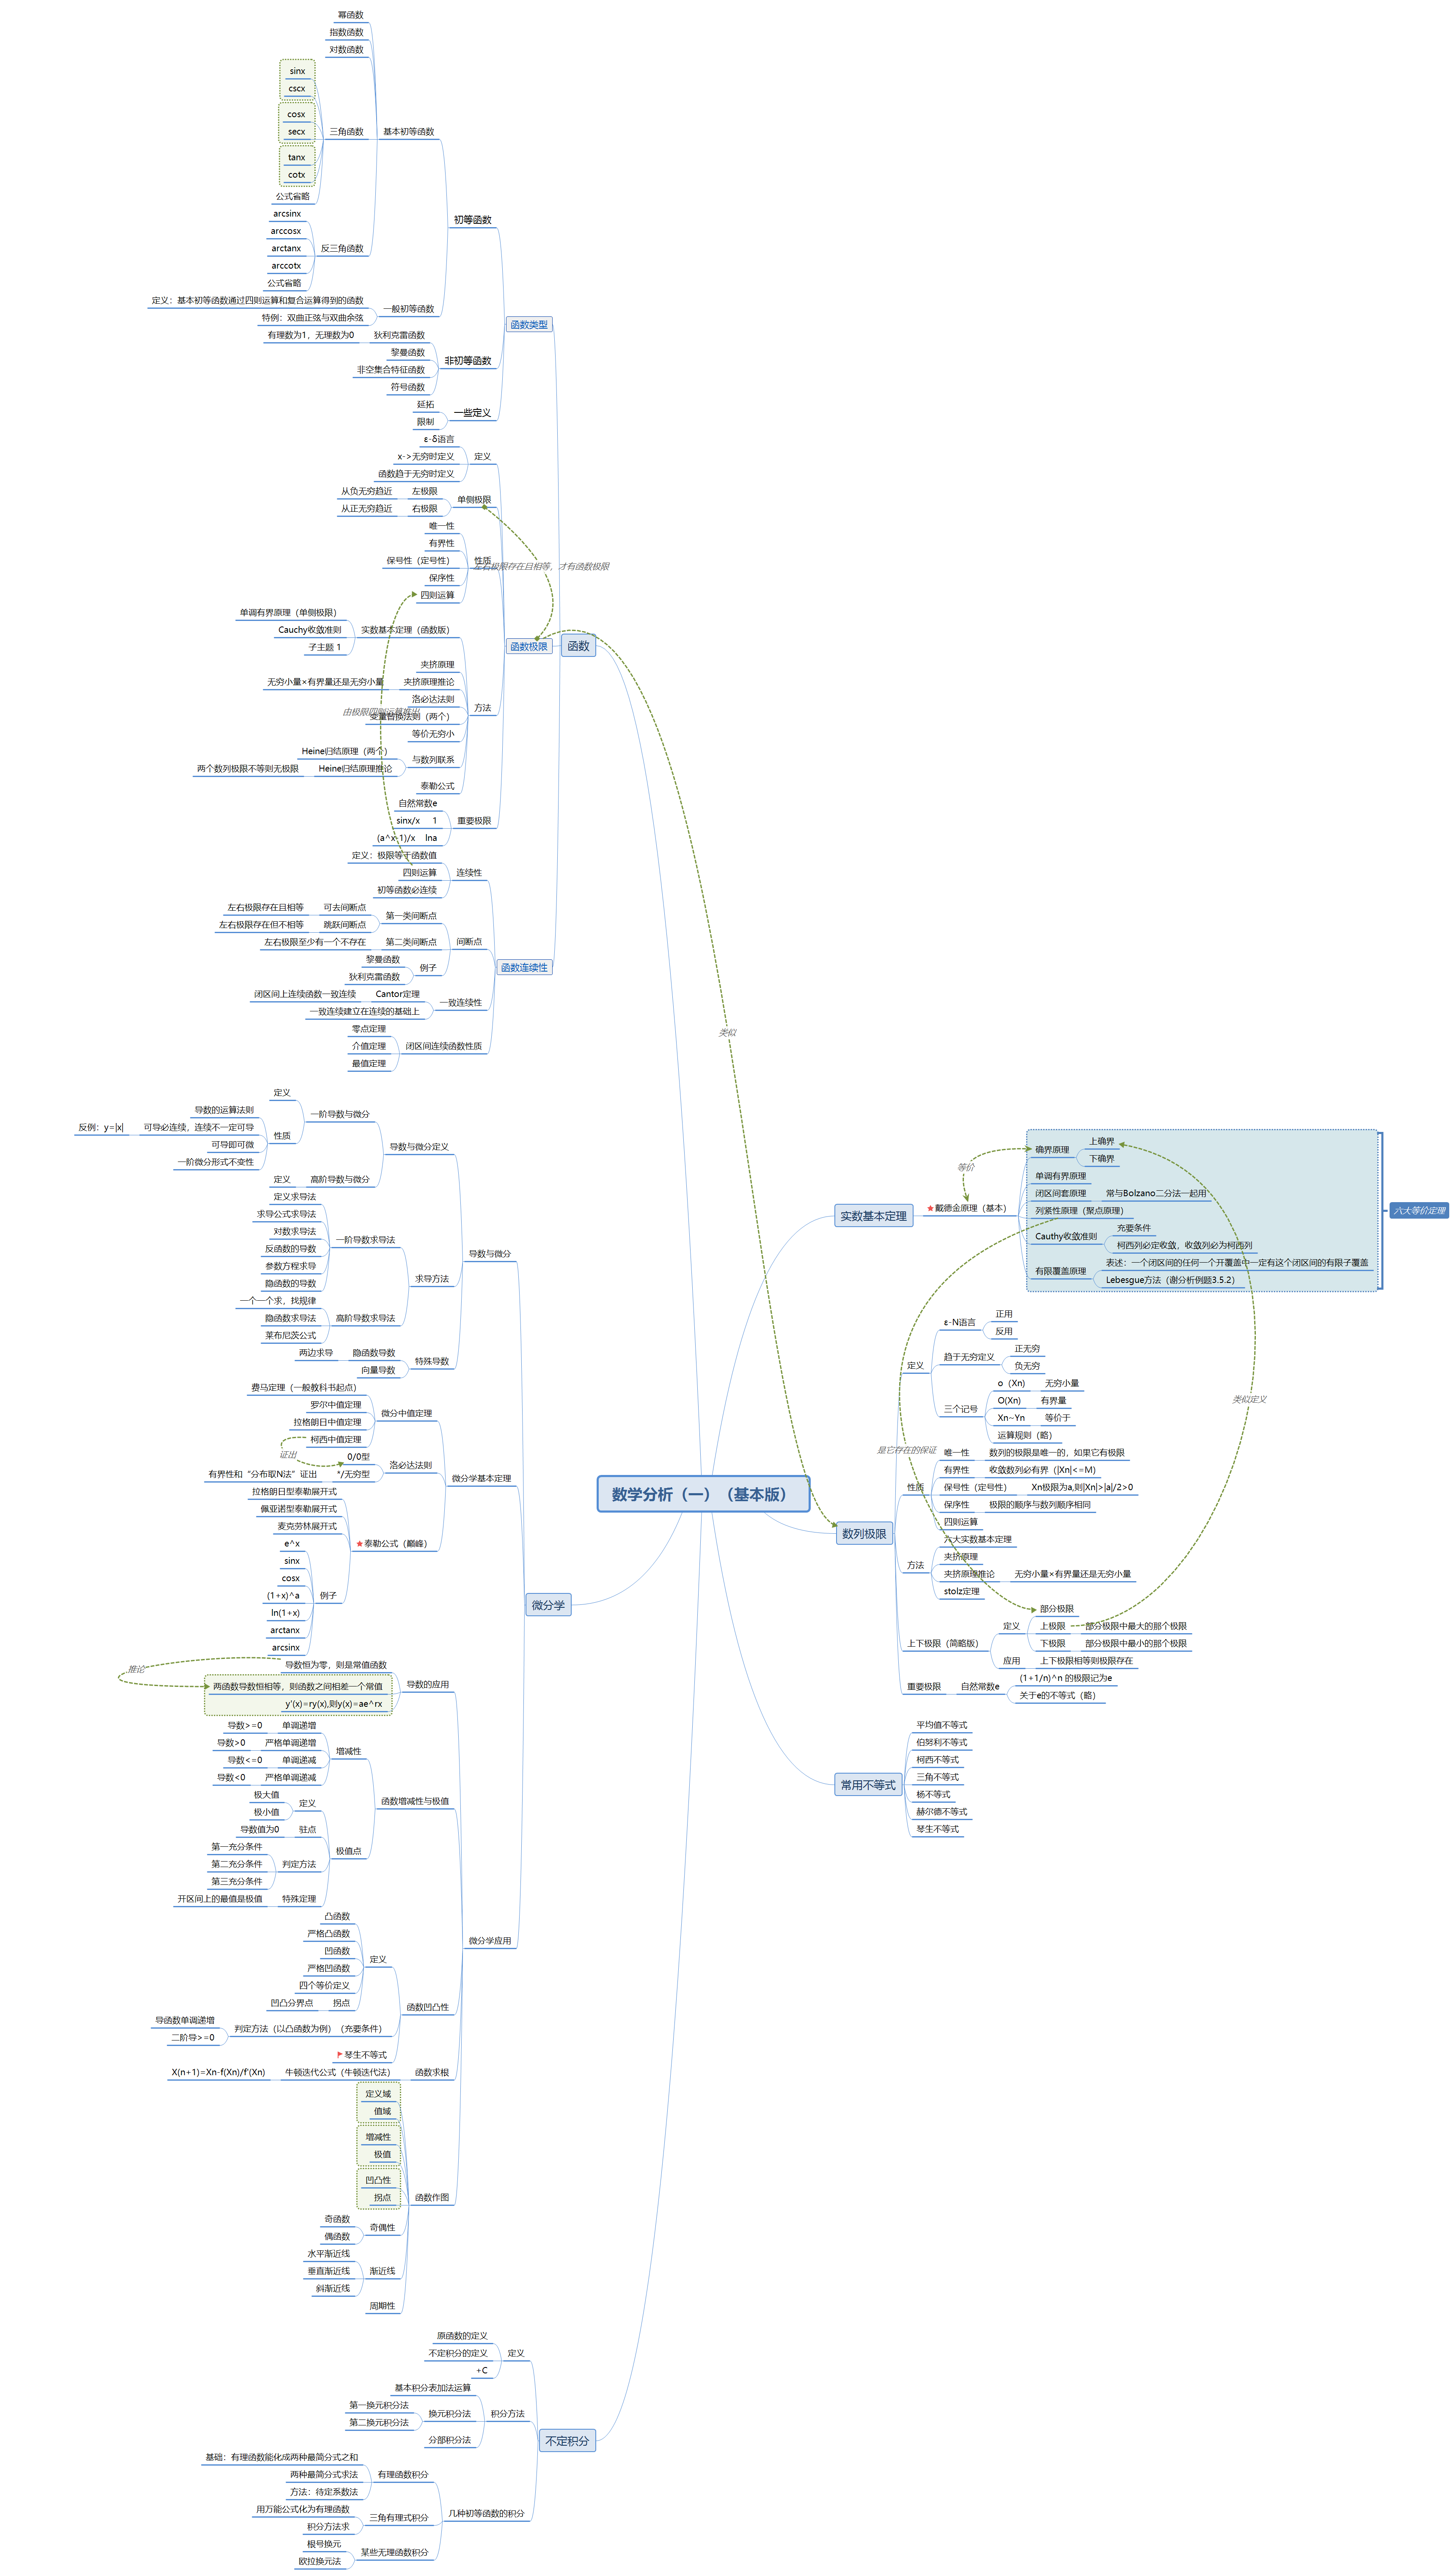 数学分析（一）（基本版）
函数
函数类型
初等函数
基本初等函数
幂函数
指数函数
对数函数
三角函数
sinx
cscx
cosx
secx
tanx
cotx
公式省略
反三角函数
arcsinx
arccosx
arctanx
arccotx
公式省略
一般初等函数
定义：基本初等函数通过四则运算和复合运算得到的函数
特例：双曲正弦与双曲余弦
非初等函数
狄利克雷函数
有理数为1，无理数为0
黎曼函数
非空集合特征函数
符号函数
一些定义
延拓
限制
函数极限
定义
ε-δ语言
x->无穷时定义
函数趋于无穷时定义
单侧极限
左极限
从负无穷趋近
右极限
从正无穷趋近
左右极限存在且相等，才有函数极限
性质
唯一性
有界性
保号性（定号性）
保序性
四则运算
方法
实数基本定理（函数版）
单调有界原理（单侧极限）
Cauchy收敛准则
子主题 1
夹挤原理
夹挤原理推论
无穷小量×有界量还是无穷小量
洛必达法则
变量替换法则（两个）
由极限四则运算推出
等价无穷小
与数列联系
Heine归结原理（两个）
Heine归结原理推论
两个数列极限不等则无极限
泰勒公式
重要极限
自然常数e
sinx/x 1
(a^x-1)/x lna
函数连续性
连续性
定义：极限等于函数值
四则运算
初等函数必连续
间断点
第一类间断点
可去间断点
左右极限存在且相等
跳跃间断点
左右极限存在但不相等
第二类间断点
左右极限至少有一个不存在
例子
黎曼函数
狄利克雷函数
一致连续性
Cantor定理
闭区间上连续函数一致连续
一致连续建立在连续的基础上
闭区间连续函数性质
零点定理
介值定理
最值定理
类似
微分学
导数与微分
导数与微分定义
一阶导数与微分
定义
性质
导数的运算法则
可导必连续，连续不一定可导
反例：y=|x|
可导即可微
一阶微分形式不变性
高阶导数与微分
定义
求导方法
一阶导数求导法
定义求导法
求导公式求导法
对数求导法
反函数的导数
参数方程求导
隐函数的导数
高阶导数求导法
一个一个求，找规律
隐函数求导法
莱布尼茨公式
特殊导数
隐函数导数
两边求导
向量导数
微分学基本定理
微分中值定理
费马定理（一般教科书起点）
罗尔中值定理
拉格朗日中值定理
柯西中值定理
证出
洛必达法则
0/0型
*/无穷型
有界性和“分布取N法”证出
泰勒公式（巅峰）
拉格朗日型泰勒展开式
佩亚诺型泰勒展开式
麦克劳林展开式
例子
e^x
sinx
cosx
(1+x)^a
ln(1+x)
arctanx
arcsinx
微分学应用
导数的应用
导数恒为零，则是常值函数
推论
两函数导数恒相等，则函数之间相差一个常值
y'(x)=ry(x),则y(x)=ae^rx
函数增减性与极值
增减性
单调递增
导数>=0
严格单调递增
导数>0
单调递减
导数<=0
严格单调递减
导数<0
极值点
定义
极大值
极小值
驻点
导数值为0
判定方法
第一充分条件
第二充分条件
第三充分条件
特殊定理
开区间上的最值是极值
函数凹凸性
定义
凸函数
严格凸函数
凹函数
严格凹函数
四个等价定义
拐点
凹凸分界点
判定方法（以凸函数为例）（充要条件）
导函数单调递增
二阶导>=0
琴生不等式
函数求根
牛顿迭代公式（牛顿迭代法）
X(n+1)=Xn-f(Xn)/f'(Xn)
函数作图
定义域
值域
增减性
极值
凹凸性
拐点
奇偶性
奇函数
偶函数
渐近线
水平渐近线
垂直渐近线
斜渐近线
周期性
不定积分
定义
原函数的定义
不定积分的定义
+C
积分方法
基本积分表加法运算
换元积分法
第一换元积分法
第二换元积分法
分部积分法
几种初等函数的积分
有理函数积分
基础：有理函数能化成两种最简分式之和
两种最简分式求法
方法：待定系数法
三角有理式积分
用万能公式化为有理函数
积分方法求
某些无理函数积分
根号换元
欧拉换元法
实数基本定理
戴德金原理（基本）
等价
确界原理
上确界
下确界
单调有界原理
闭区间套原理
常与Bolzano二分法一起用
列紧性原理（聚点原理）
Cauthy收敛准则
充要条件
柯西列必定收敛，收敛列必为柯西列
有限覆盖原理
表述：一个闭区间的任何一个开覆盖中一定有这个闭区间的有限子覆盖
Lebesgue方法（谢分析例题3.5.2）
六大等价定理
数列极限
定义
ε-N语言
正用
反用
趋于无穷定义
正无穷
负无穷
三个记号
o（Xn)
无穷小量
O(Xn)
有界量
Xn~Yn
等价于
运算规则（略）
类似定义
是它存在的保证
性质
唯一性
数列的极限是唯一的，如果它有极限
有界性
收敛数列必有界（|Xn|<=M）
保号性（定号性）
Xn极限为a,则|Xn|>|a|/2>0
保序性
极限的顺序与数列顺序相同
四则运算
方法
六大实数基本定理
夹挤原理
夹挤原理推论
无穷小量×有界量还是无穷小量
stolz定理
上下极限（简略版）
定义
部分极限
上极限
部分极限中最大的那个极限
下极限
部分极限中最小的那个极限
应用
上下极限相等则极限存在
重要极限
自然常数e
(1+1/n)^n 的极限记为e
关于e的不等式（略）
常用不等式
平均值不等式
伯努利不等式
柯西不等式
三角不等式
杨不等式
赫尔德不等式
琴生不等式